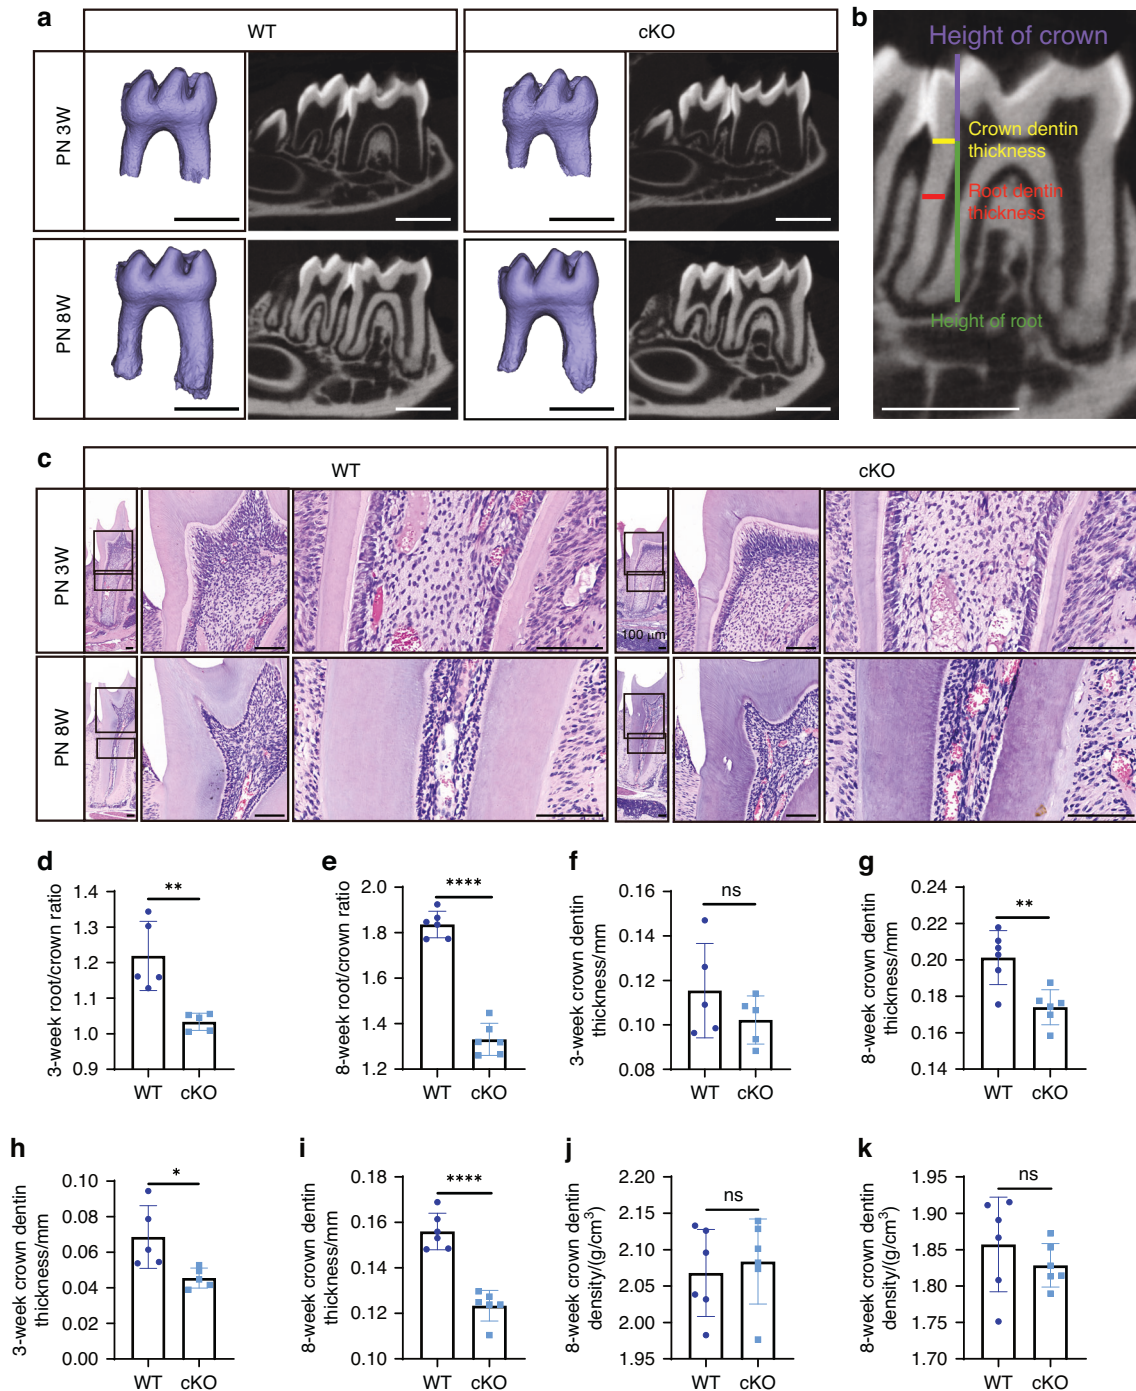 a
WT
cKO
PN 3W
PN 8W
b
Height of crown
Crown dentin
thickness
Root dentin
thickness
Height of root
c
WT
cKO
PN 3W
100 μm
PN 8W
d
3-week root/crown ratio
1.4
1.3
1.2
1.1
1.0
0.9
**
WT
cKO
e
8-week root/crown ratio
2.0
1.8
1.6
1.4
1.2
****
WT
cKO
f
3-week crown dentin
thickness/mm
0.16
0.14
0.12
0.10
0.08
ns
WT
cKO
g
8-week crown dentin
thickness/mm
0.24
0.22
0.20
0.18
0.16
0.14
**
WT
cKO
h
3-week crown dentin
thickness/mm
0.10
0.08
0.06
0.04
0.02
0.00
*
WT
cKO
i
8-week crown dentin
thickness/mm
0.18
0.16
0.14
0.12
0.10
****
WT
cKO
j
8-week crown dentin
density/(g/cm³)
2.20
2.15
2.10
2.05
2.00
1.95
ns
WT
cKO
k
8-week crown dentin
density/(g/cm³)
1.95
1.90
1.85
1.80
1.75
1.70
ns
WT
cKO